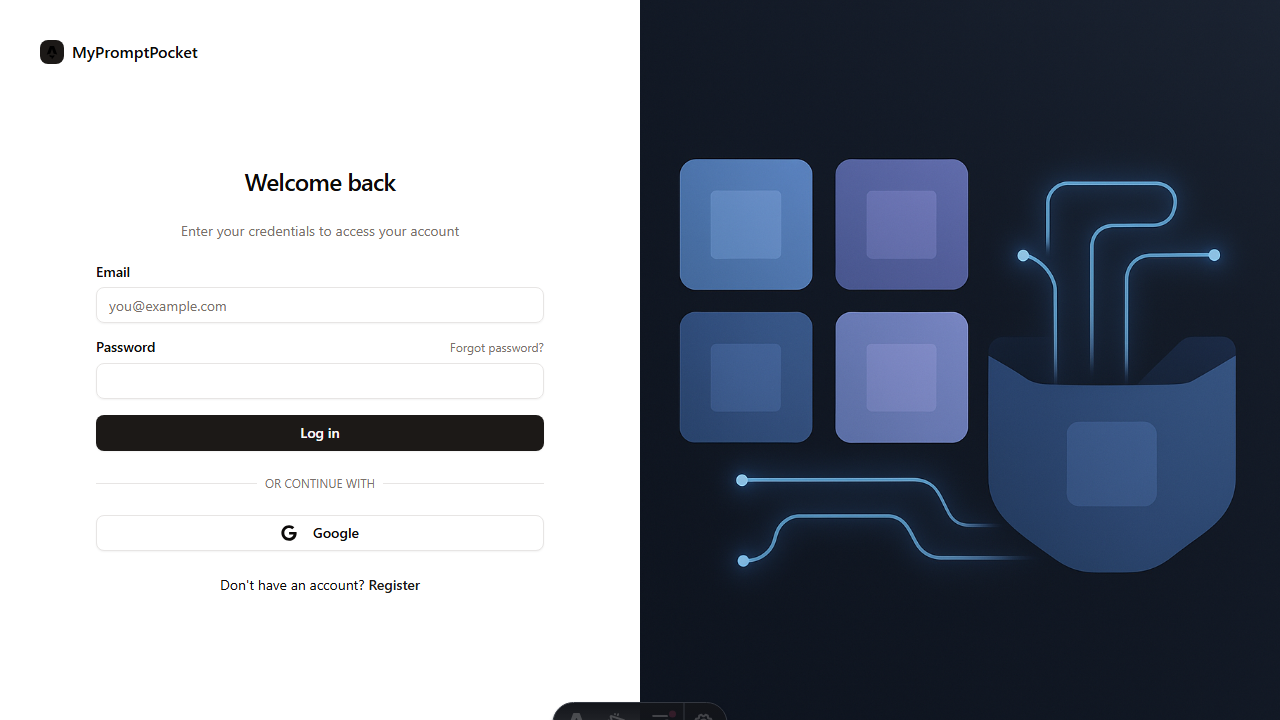 MyPromptPocket
Welcome back
Enter your credentials to access your account
Email
you@example.com
Password
Forgot password?
Log in
OR CONTINUE WITH
Google
Don't have an account? Register